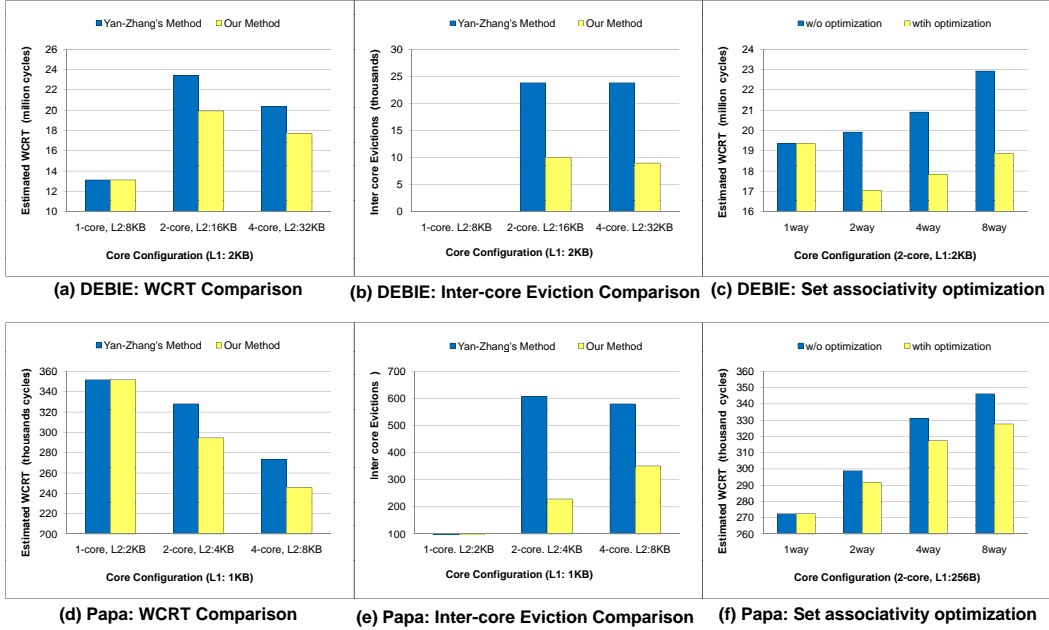 Yan-Zhang's Method Our Method
Estimated WCRT (million cycles)
26
24
22
20
18
16
14
12
10
1-core, L2:8KB 2-core, L2:16KB 4-core, L2:32KB
Core Configuration (L1: 2KB)
(a) DEBIE: WCRT Comparison
Yan-Zhang's Method Our Method
Inter core Evictions (thousands)
30
25
20
15
10
5
0
1-core. L2:8KB 2-core. L2:16KB 4-core. L2:32KB
Core Configuration (L1: 2KB)
(b) DEBIE: Inter-core Eviction Comparison
w/o optimization wtih optimization
Estimated WCRT (million cycles)
24
23
22
21
20
19
18
17
16
1way 2way 4way 8way
Core Configuration (2-core, L1:2KB)
(c) DEBIE: Set associativity optimization
Yan-Zhang's Method Our Method
Estimated WCRT (thousands cycles)
360
340
320
300
280
260
240
220
200
1-core, L2:2KB 2-core, L2:4KB 4-core, L2:8KB
Core Configuration (L1: 1KB)
(d) Papa: WCRT Comparison
Yan-Zhang's Method Our Method
Inter core Evictions )
700
600
500
400
300
200
100
1-core. L2:2KB 2-core. L2:4KB 4-core. L2:8KB
Core Configuration (L1: 1KB)
(e) Papa: Inter-core Eviction Comparison
w/o optimization wtih optimization
Estimated WCRT (thousand cycles)
360
350
340
330
320
310
300
290
280
270
260
1way 2way 4way 8way
Core Configuration (2-core, L1:256B)
(f) Papa: Set associativity optimization